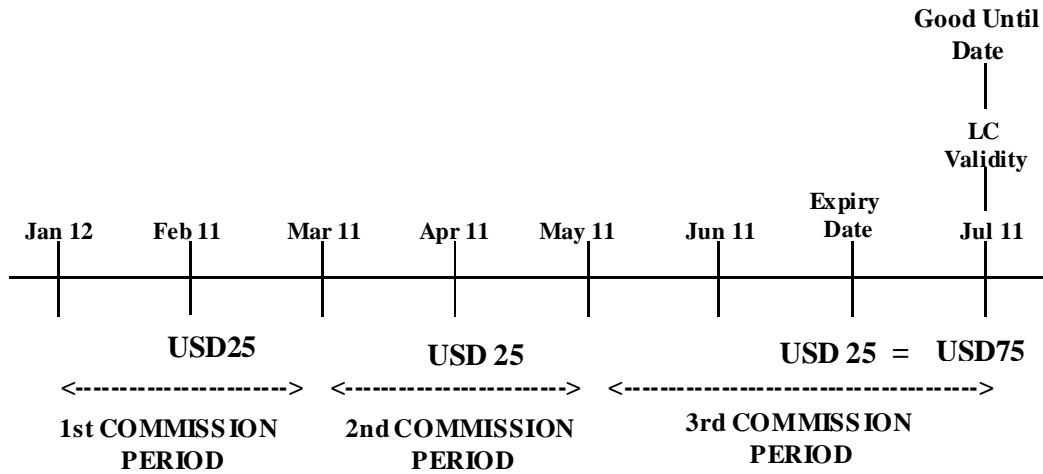 Good Until
Date
LC
Validity
Expiry
Date
Jan 12 Feb 11 Mar 11 Apr 11 May 11 Jun 11 Jul 11
USD25 USD 25 USD 25 = USD75
1st COMMISSION
PERIOD
2nd COMMISSION
PERIOD
3rd COMMISSION
PERIOD